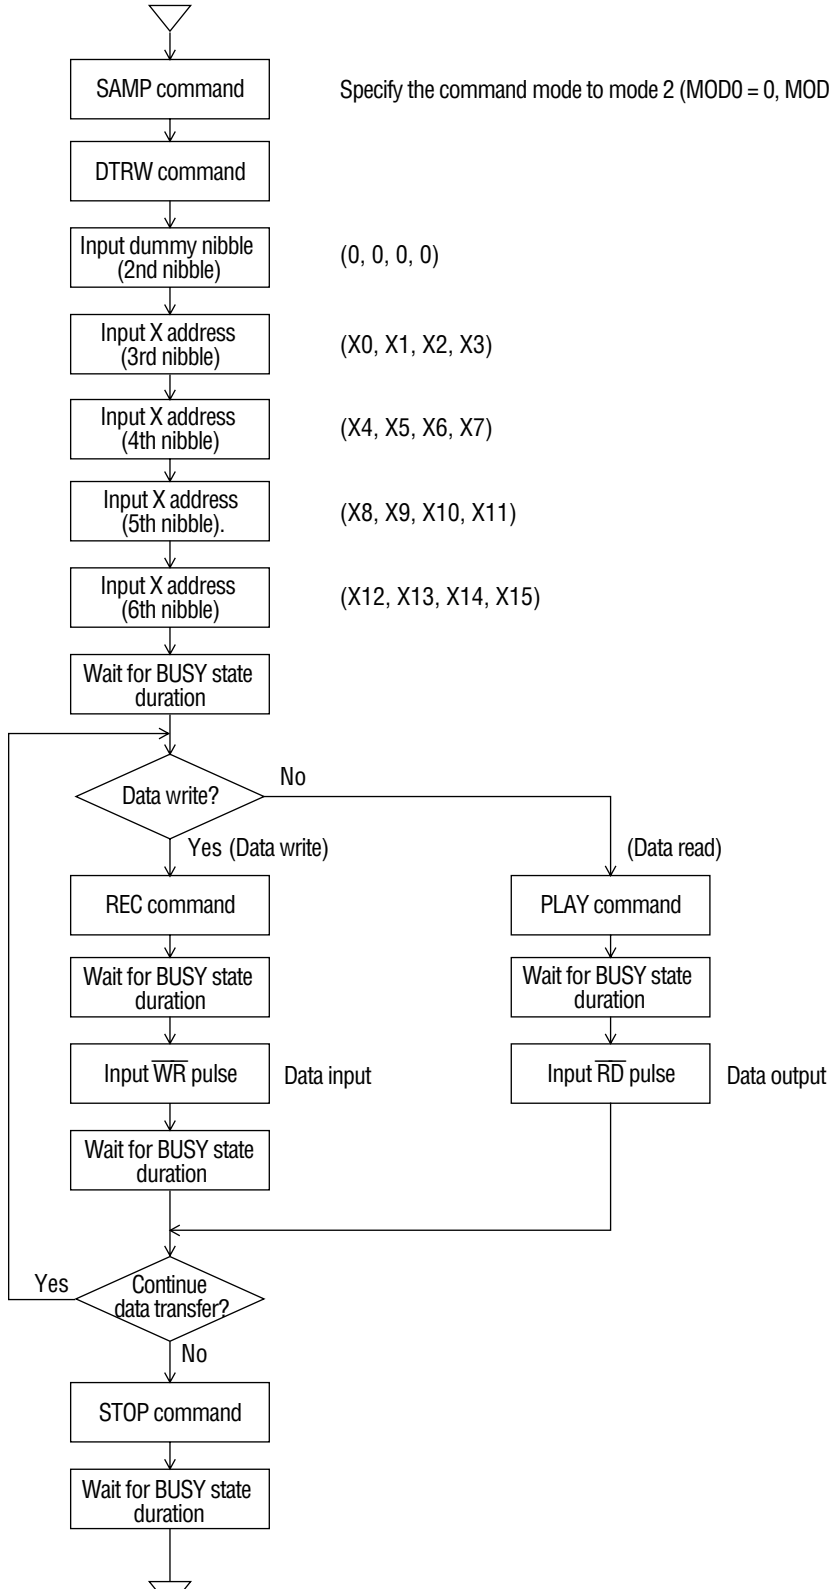 SAMP command
Specify the command mode to mode 2 (MOD0 = 0, MOD
DTRW command
Input dummy nibble
(2nd nibble)
(0, 0, 0, 0)
Input X address
(3rd nibble)
(X0, X1, X2, X3)
Input X address
(4th nibble)
(X4, X5, X6, X7)
Input X address
(5th nibble).
(X8, X9, X10, X11)
Input X address
(6th nibble)
(X12, X13, X14, X15)
Wait for BUSY state
duration
Data write?
No
Yes (Data write)
(Data read)
REC command
PLAY command
Wait for BUSY state
duration
Wait for BUSY state
duration
Input W̅R̅ pulse
Data input
Input R̅D̅ pulse
Data output
Wait for BUSY state
duration
Yes
Continue
data transfer?
No
STOP command
Wait for BUSY state
duration